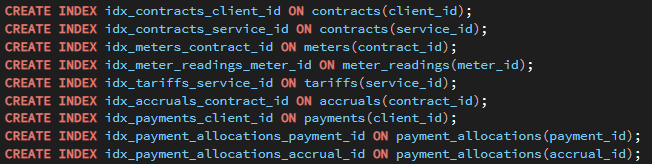 CREATE INDEX idx_contracts_client_id ON contracts(client_id);
CREATE INDEX idx_contracts_service_id ON contracts(service_id);
CREATE INDEX idx_meters_contract_id ON meters(contract_id);
CREATE INDEX idx_meter_readings_meter_id ON meter_readings(meter_id);
CREATE INDEX idx_tariffs_service_id ON tariffs(service_id);
CREATE INDEX idx_accruals_contract_id ON accruals(contract_id);
CREATE INDEX idx_payments_client_id ON payments(client_id);
CREATE INDEX idx_payment_allocations_payment_id ON payment_allocations(payment_id);
CREATE INDEX idx_payment_allocations_accrual_id ON payment_allocations(accrual_id);